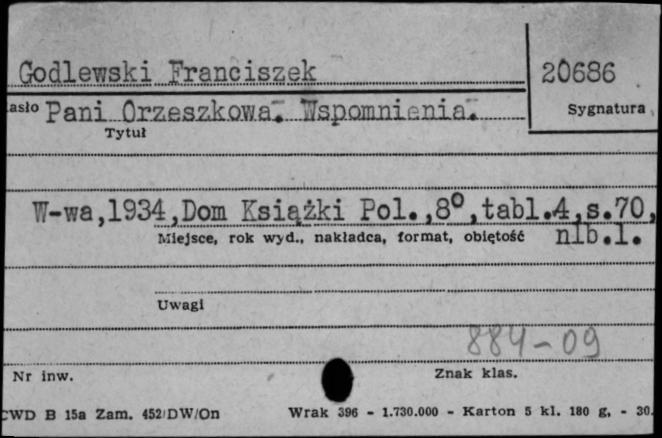 Godlewski Franciszek
20686
asło Pani Orzeszkowa. Wspomnienia.
Sygnatura
Tytuł
W-wa,1934,Dom Książki Pol.,8°,tabl.4,s.70,
nlb.1.
Miejsce, rok wyd., nakładca, format, objętość
Uwagi
884-09
Nr inw.
Znak klas.
CWD B 15a Zam. 452/DW/On Wrak 396 - 1.730.000 - Karton 5 kl. 180 g. - 30.